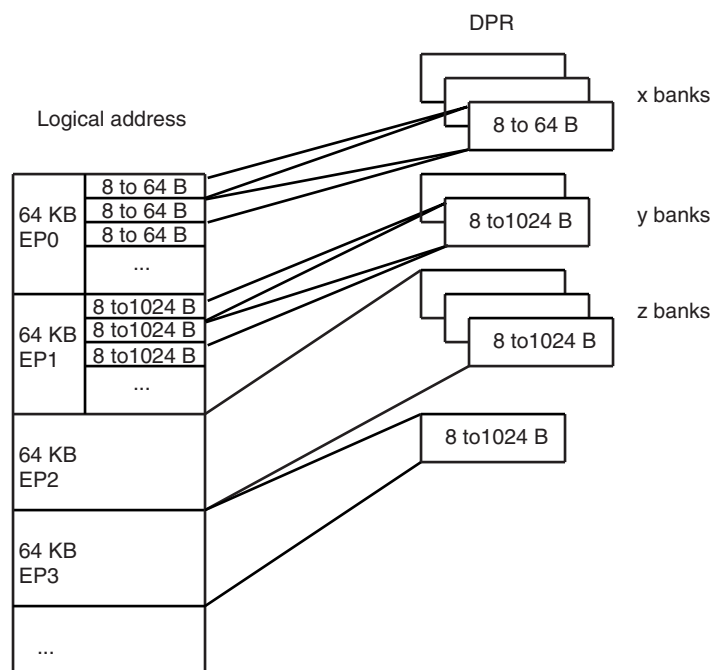 DPR
x banks
8 to 64 B
Logical address
8 to 64 B
64 KB
EP0
8 to 64 B
8 to 64 B
...
8 to1024 B
y banks
8 to1024 B
64 KB
EP1
8 to1024 B
8 to1024 B
...
z banks
8 to1024 B
64 KB
EP2
8 to1024 B
64 KB
EP3
...